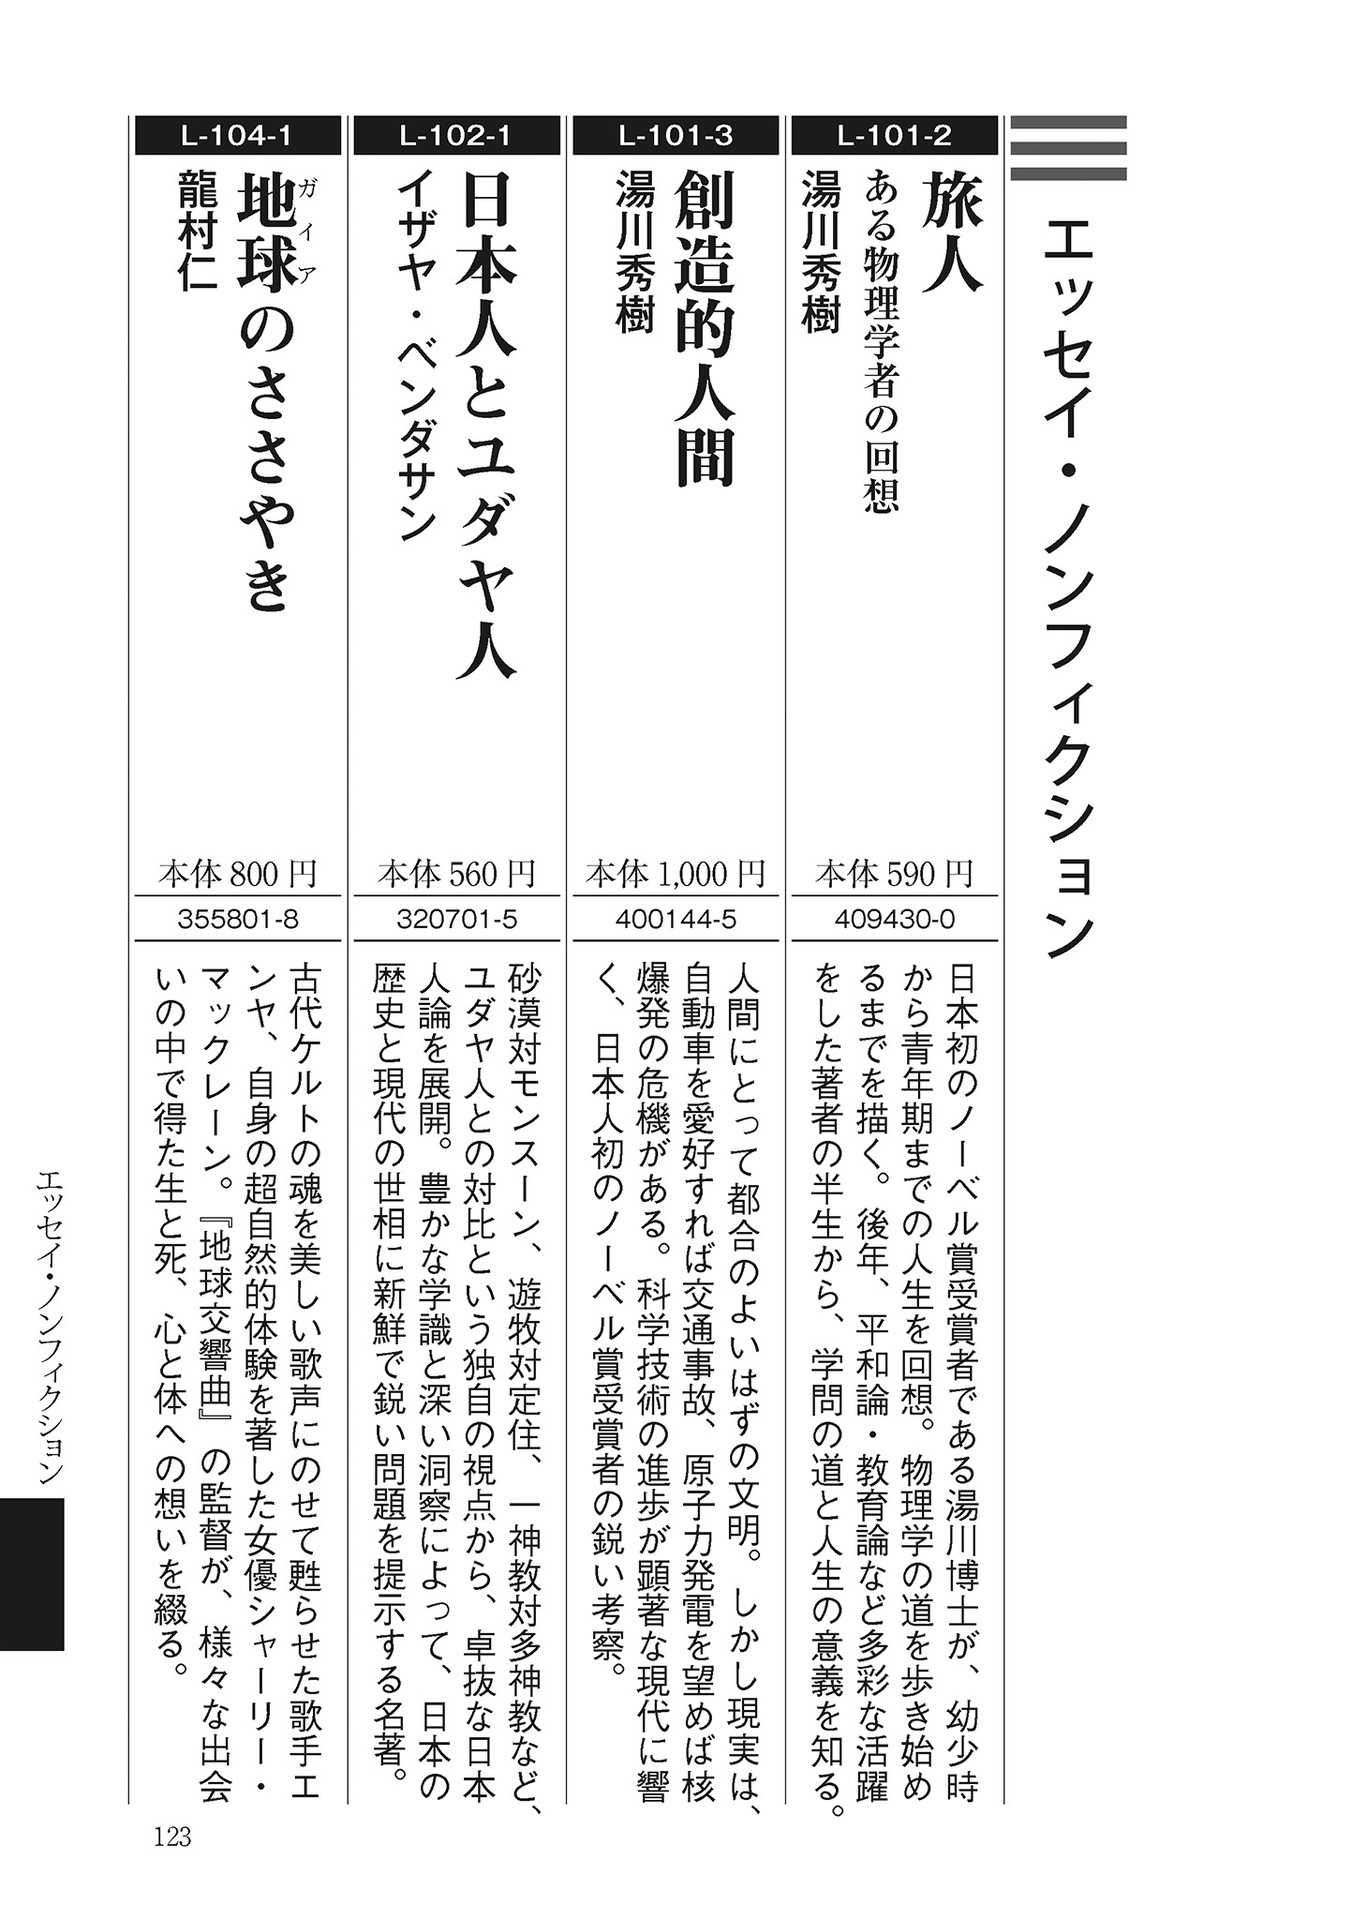 エッセイ・ノンフィクション
L-101-2
旅人
ある物理学者の回想
湯川秀樹
本体590円
409430-0
日本初のノーベル賞受賞者である湯川博士が、幼少時
から青年期までの人生を回想。物理学の道を歩き始め
るまでを描く。後年、平和論・教育論など多彩な活躍
をした著者の半生から、学問の道と人生の意義を知る。
L-101-3
創造的人間
湯川秀樹
本体1,000円
400144-5
人間にとって都合のよいはずの文明。しかし現実は、
自動車を愛好すれば交通事故、原子力発電を望めば核
爆発の危機がある。科学技術の進歩が顕著な現代に響
く、日本人初のノーベル賞受賞者の鋭い考察。
L-102-1
日本人とユダヤ人
イザヤ・ベンダサン
本体560円
320701-5
砂漠対モンスーン、遊牧対定住、一神教対多神教など、
ユダヤ人との対比という独自の視点から、卓抜な日本
人論を展開。豊かな学識と深い洞察によって、日本の
歴史と現代の世相に新鮮で鋭い問題を提示する名著。
L-104-1
ガイア
地球のささやき
龍村仁
本体800円
355801-8
古代ケルトの魂を美しい歌声にのせて甦らせた歌手エ
ンヤ、自身の超自然的体験を著した女優シャーリー・
マックレーン。『地球交響曲』の監督が、様々な出会
いの中で得た生と死、心と体への想いを綴る。
エッセイ・ノンフィクション
123